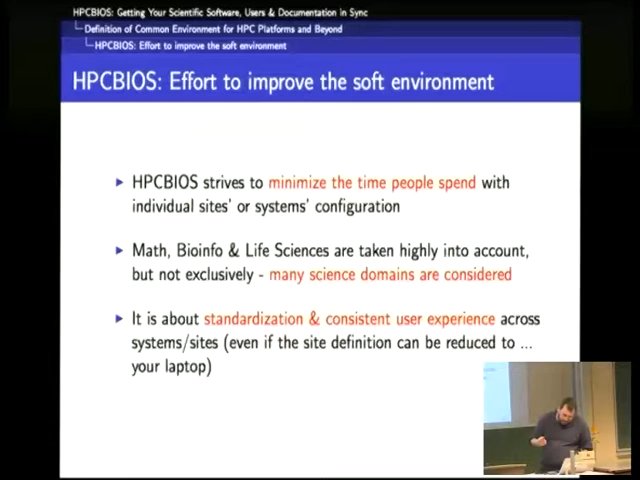 HPCBIOS: Getting Your Scientific Software, Users & Documentation in Sync
Definition of Common Environment for HPC Platforms and Beyond
HPCBIOS: Effort to improve the soft environment
HPCBIOS: Effort to improve the soft environment
HPCBIOS strives to minimize the time people spend with
individual sites' or systems' configuration
Math, Bioinfo & Life Sciences are taken highly into account,
but not exclusively - many science domains are considered
It is about standardization & consistent user experience across
systems/sites (even if the site definition can be reduced to ...
your laptop)